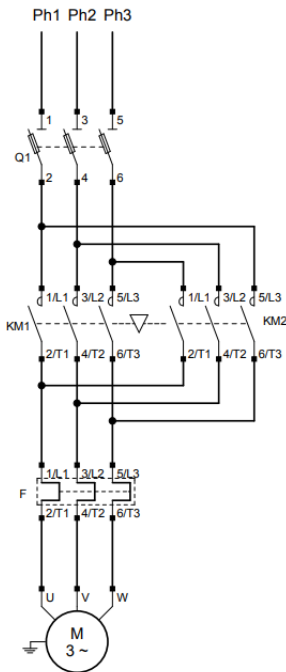 Ph1 Ph2 Ph3
1 3 5
Q1
2 4 6
1/L1 3/L2 5/L3 1/L1 3/L2 5/L3
KM1 KM2
2/T1 4/T2 6/T3 2/T1 4/T2 6/T3
1/L1 3/L2 5/L3
F
2/T1 4/T2 6/T3
U V W
M
3 ~